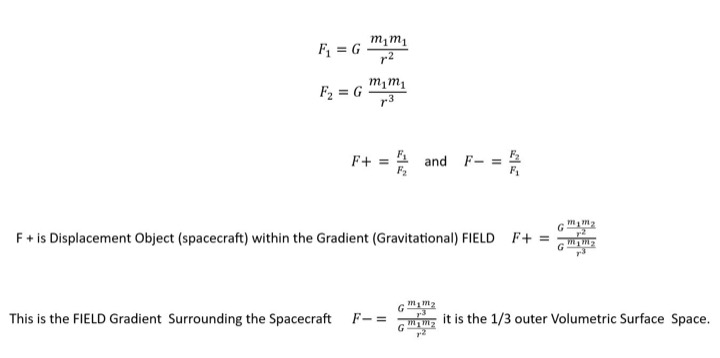 F₁ = G m₁m₁/r²
F₂ = G m₁m₁/r³
F+ = F₁/F₂ and F− = F₂/F₁
F + is Displacement Object (spacecraft) within the Gradient (Gravitational) FIELD F+ = (G m₁m₂/r²)/(G m₁m₂/r³)
This is the FIELD Gradient Surrounding the Spacecraft F− = (G m₁m₂/r³)/(G m₁m₂/r²) it is the 1/3 outer Volumetric Surface Space.